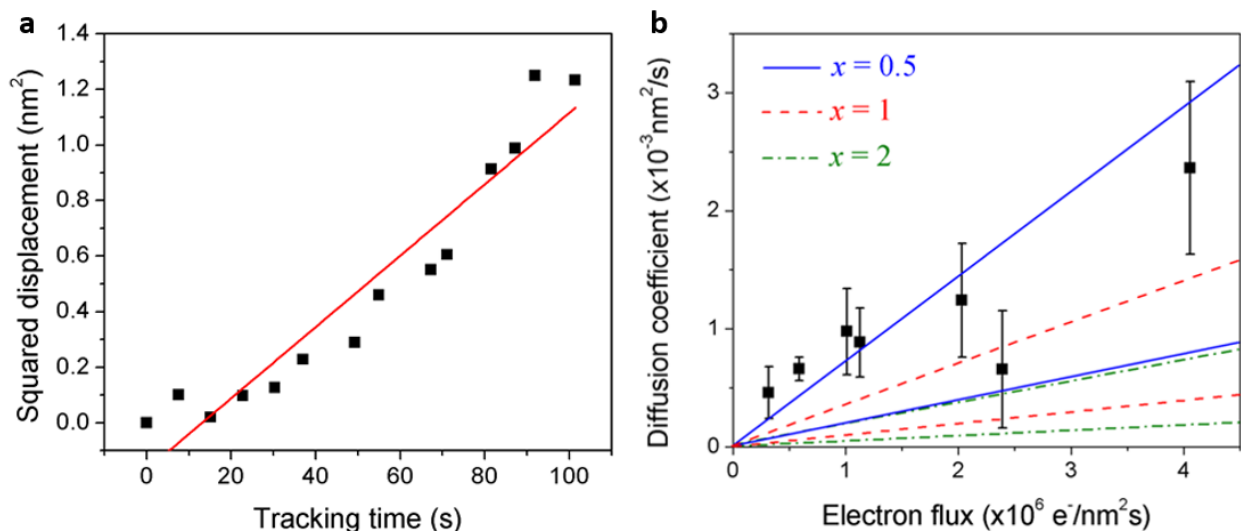 a
1.4
1.2
1.0
0.8
0.6
0.4
0.2
0.0
Squared displacement (nm²)
0 20 40 60 80 100
Tracking time (s)
b
x = 0.5
x = 1
x = 2
3
2
1
0
Diffusion coefficient (x10⁻³nm²/s)
0 1 2 3 4
Electron flux (x10⁶ e⁻/nm²s)